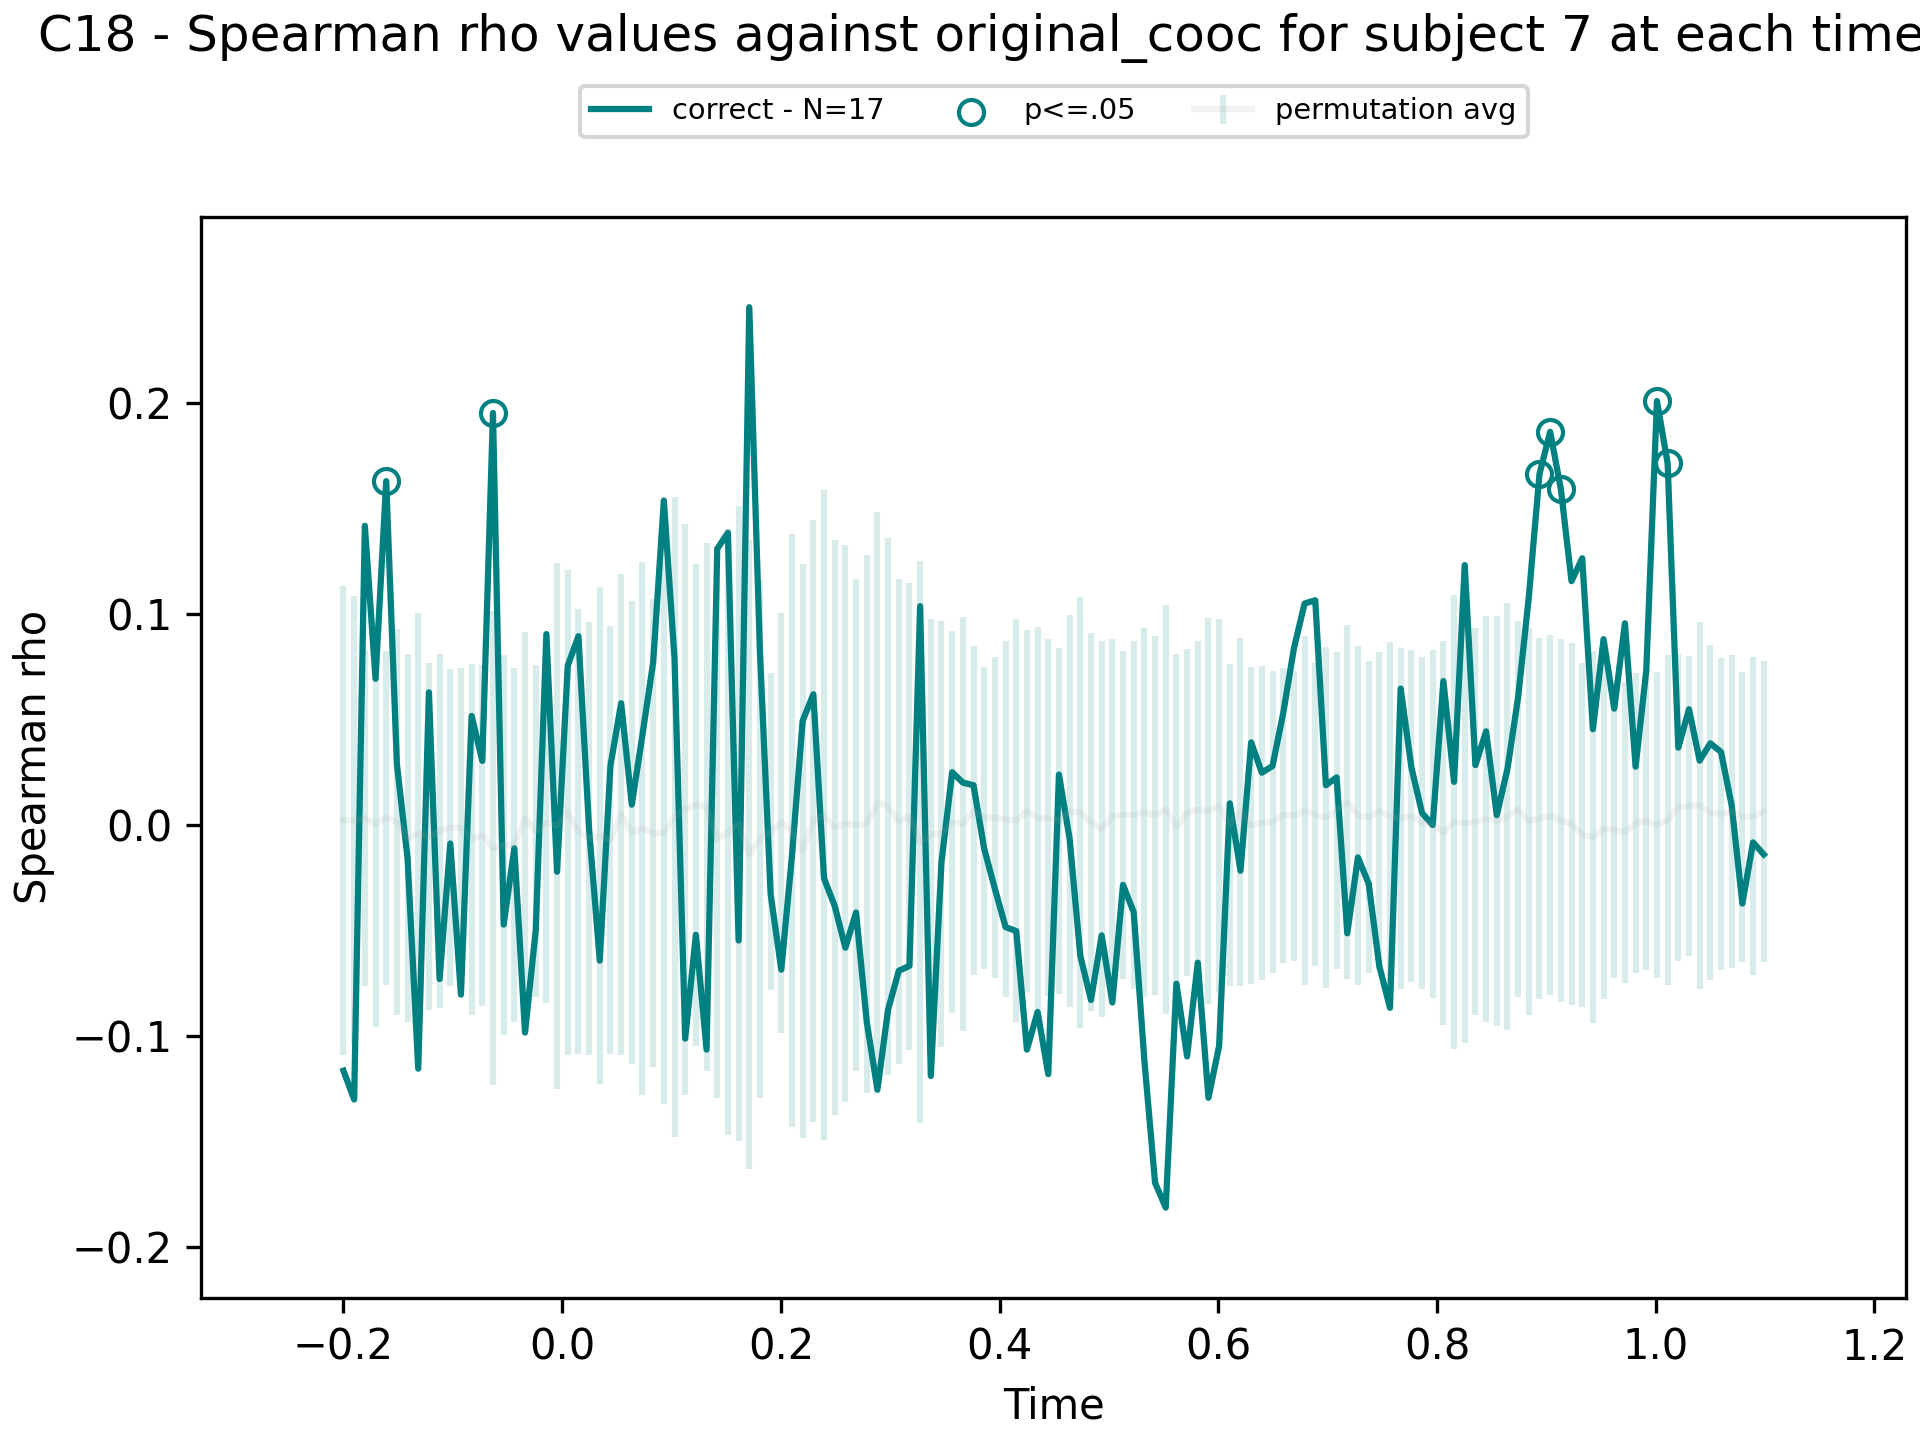 C18 - Spearman rho values against original_cooc for subject 7 at each time
correct - N=17 p<=.05 permutation avg
Spearman rho
0.2
0.1
0.0
−0.1
−0.2
−0.2 0.0 0.2 0.4 0.6 0.8 1.0 1.2
Time